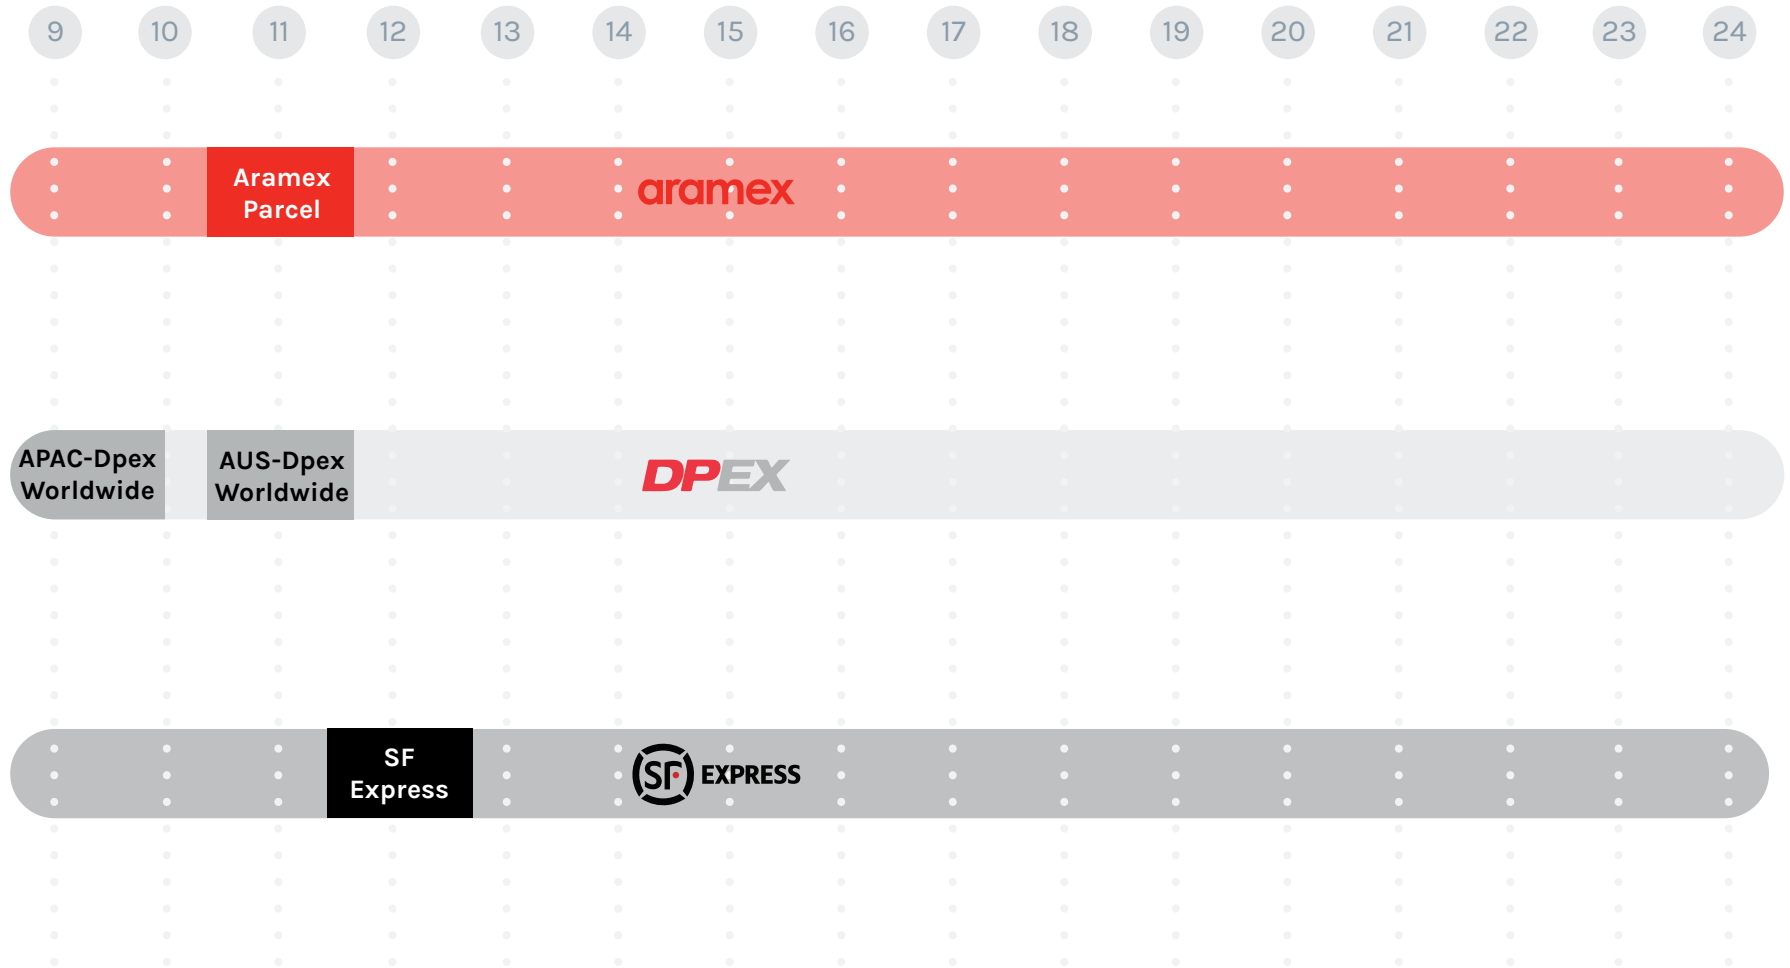 9 10 11 12 13 14 15 16 17 18 19 20 21 22 23 24
Aramex
Parcel
aramex
APAC-Dpex
Worldwide
AUS-Dpex
Worldwide
DPEX
SF
Express
SF EXPRESS